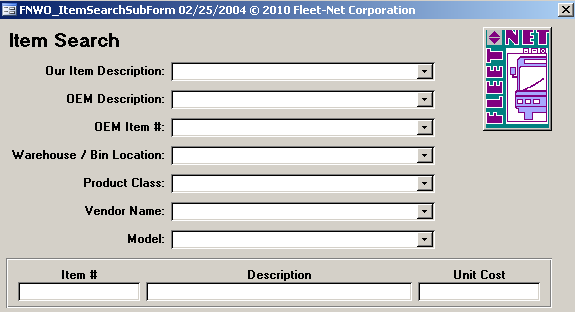 FNWO_ItemSearchSubForm 02/25/2004 © 2010 Fleet-Net Corporation
Item Search
FLEET NET
Our Item Description:
OEM Description:
OEM Item #:
Warehouse / Bin Location:
Product Class:
Vendor Name:
Model:
Item # Description Unit Cost